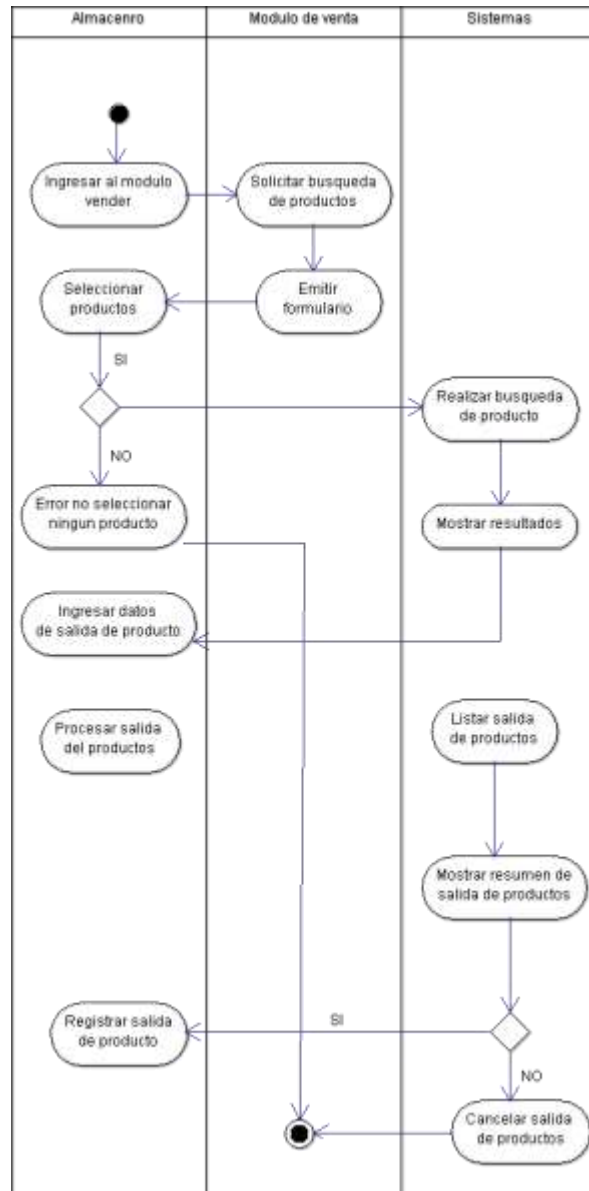 Almacenro
Modulo de venta
Sistemas
Ingresar al modulo
vender
Solicitar busqueda
de productos
Seleccionar
productos
Emitir
formulario
SI
Realizar busqueda
de producto
NO
Error no seleccionar
ningun producto
Mostrar resultados
Ingresar datos
de salida de producto
Procesar salida
del productos
Listar salida
de productos
Mostrar resumen de
salida de productos
Registrar salida
de producto
SI
NO
Cancelar salida
de productos